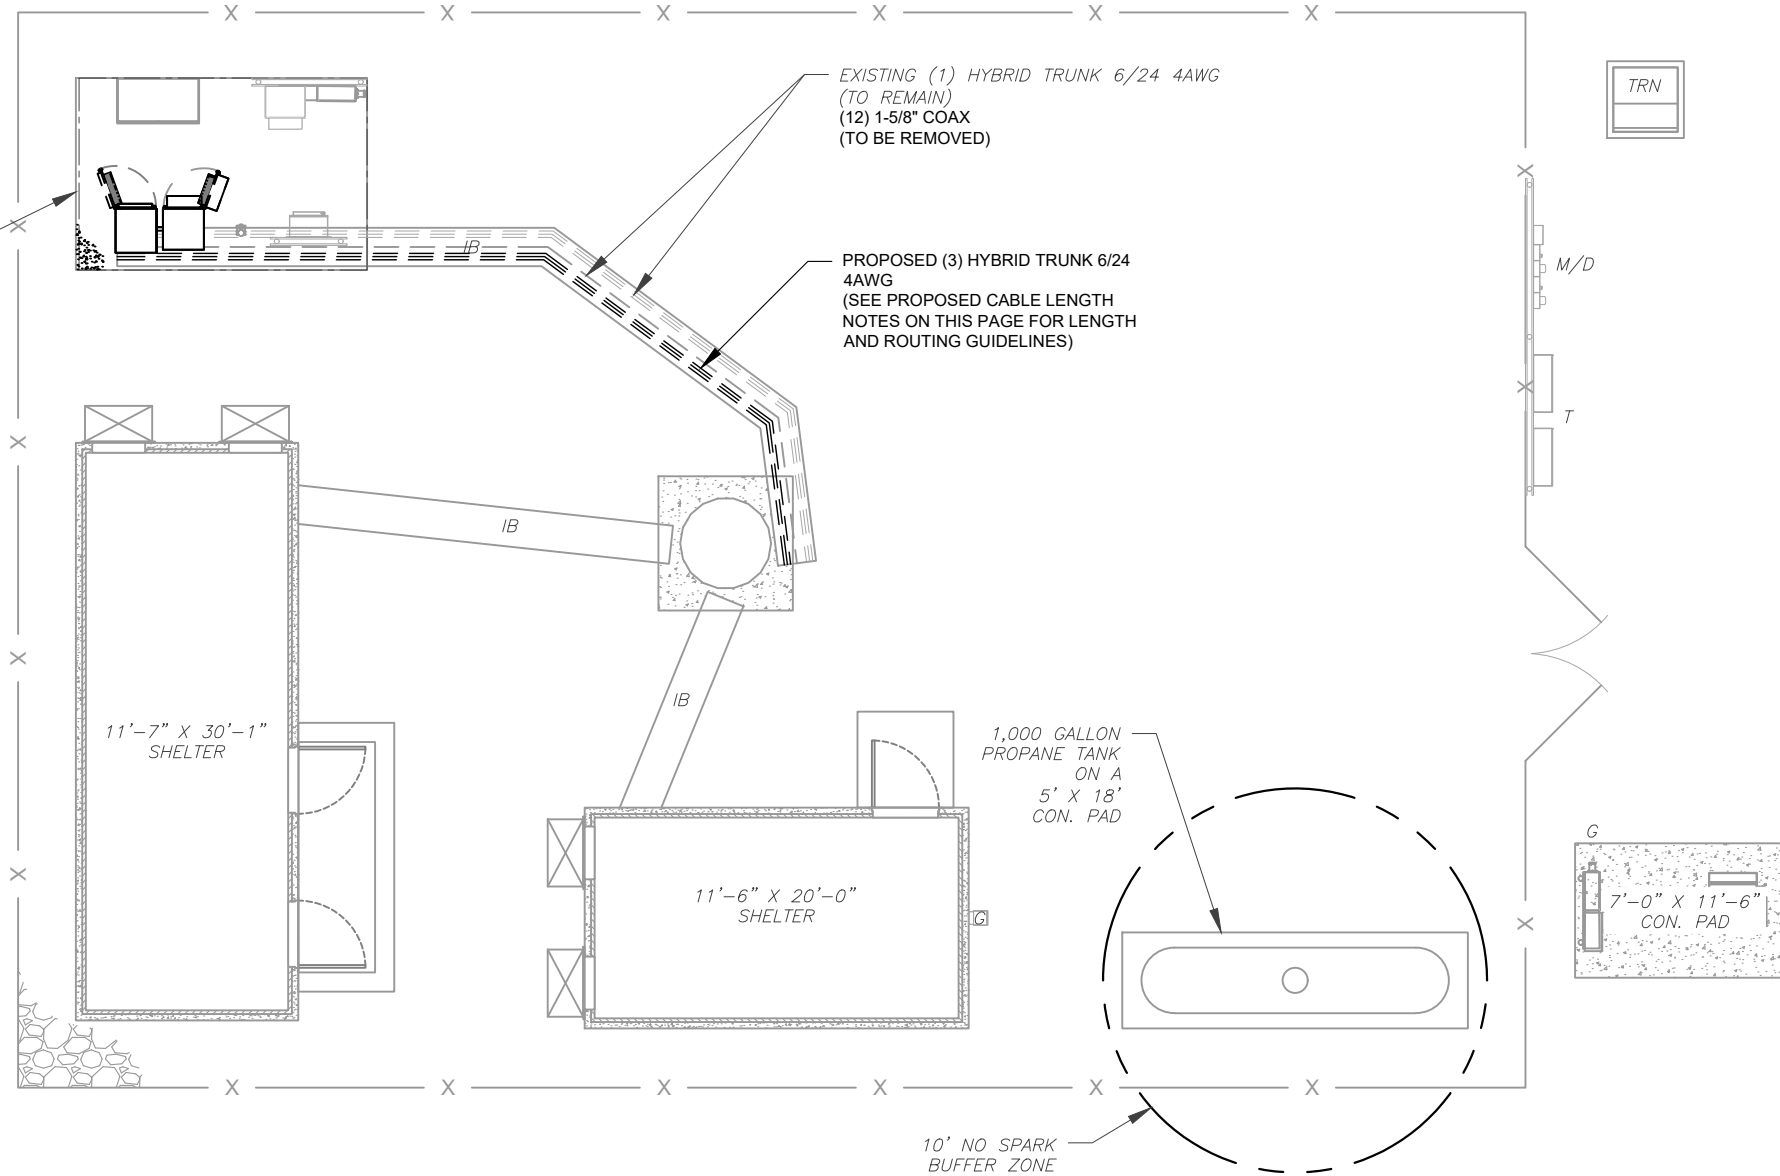 EXISTING (1) HYBRID TRUNK 6/24 4AWG
(TO REMAIN)
(12) 1-5/8" COAX
(TO BE REMOVED)
TRN
IB
PROPOSED (3) HYBRID TRUNK 6/24
4AWG
(SEE PROPOSED CABLE LENGTH
NOTES ON THIS PAGE FOR LENGTH
AND ROUTING GUIDELINES)
M/D
T
IB
IB
11'-7" X 30'-1"
SHELTER
1,000 GALLON
PROPANE TANK
ON A
5' X 18'
CON. PAD
11'-6" X 20'-0"
SHELTER
G
G
7'-0" X 11'-6"
CON. PAD
10' NO SPARK
BUFFER ZONE